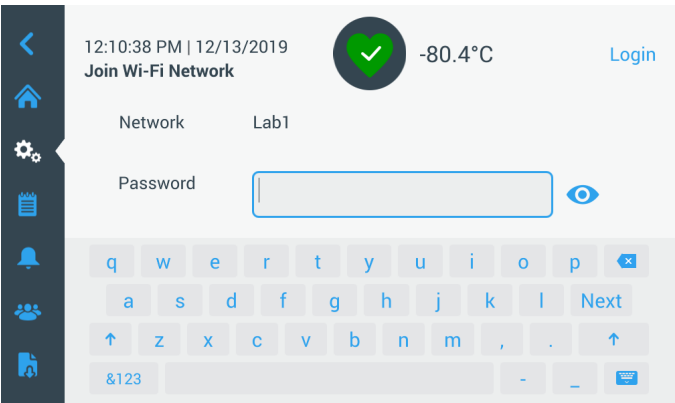 12:10:38 PM | 12/13/2019
Join Wi-Fi Network
-80.4°C
Login
Network Lab1
Password
q w e r t y u i o p
a s d f g h j k l Next
z x c v b n m , .
&123 - _